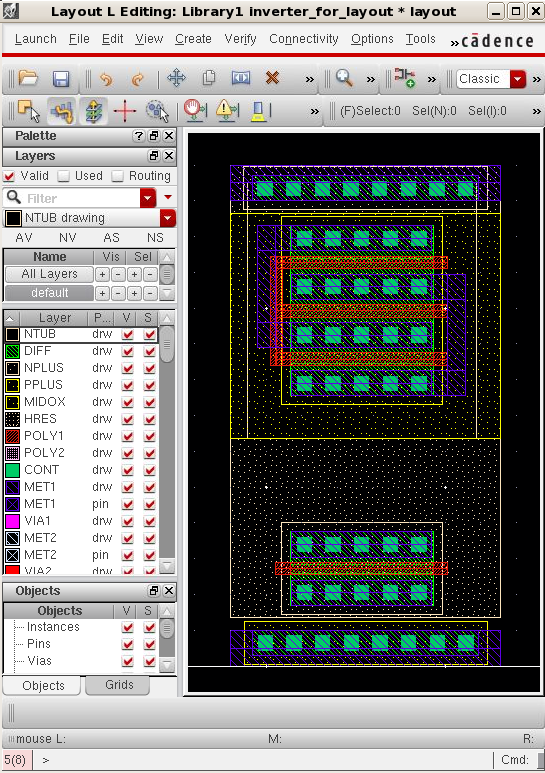 Layout L Editing: Library1 inverter_for_layout * layout
Launch File Edit View Create Verify Connectivity Options Tools » cādence
» » » Classic »
» (F)Select:0 Sel(N):0 Sel(I):0 »
Palette
Layers
Valid Used Routing
Filter
NTUB drawing
AV NV AS NS
Name Vis Sel
All Layers + - + -
default + - + -
Layer P... V S
NTUB drw
DIFF drw
NPLUS drw
PPLUS drw
MIDOX drw
HRES drw
POLY1 drw
POLY2 drw
CONT drw
MET1 drw
MET1 pin
VIA1 drw
MET2 drw
MET2 pin
VIA2 drw
Objects
Objects V S
Instances
Pins
Vias
Objects Grids
mouse L: M: R:
5(8) > Cmd: